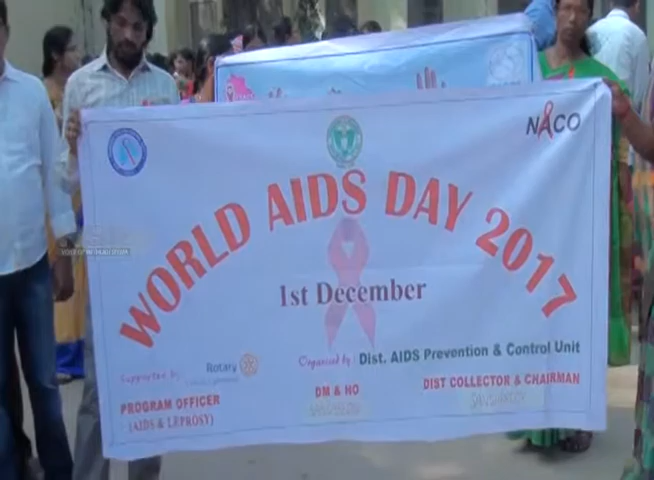 NACO
WORLD AIDS DAY 2017
1st December
Supported by:
Rotary
Organised by: Dist. AIDS Prevention & Control Unit
PROGRAM OFFICER
(AIDS & LEPROSY)
DM & HO
DIST COLLECTOR & CHAIRMAN